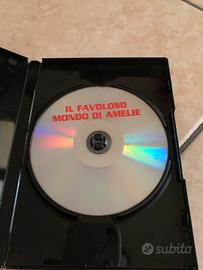 IL FAVOLOSO
MONDO DI AMELIE
subito